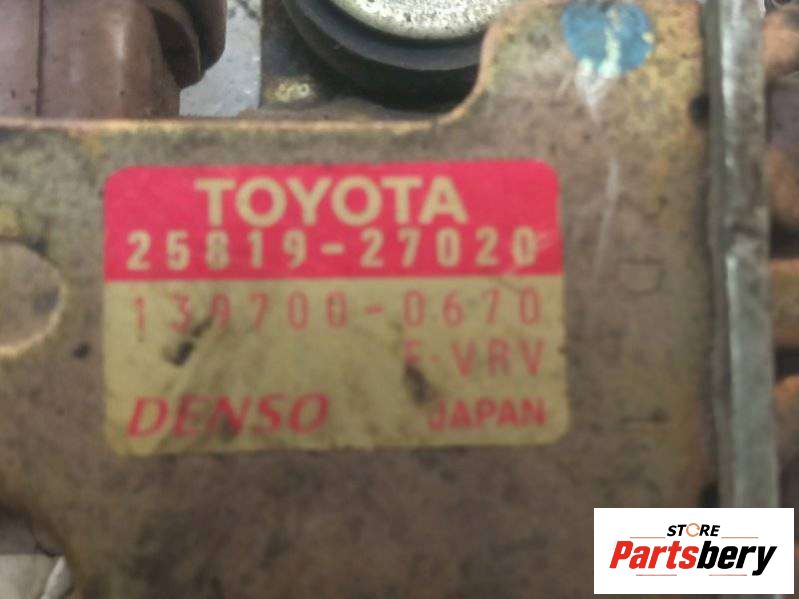 TOYOTA
25819-27020
139700-0670
E-VRV
DENSO JAPAN
STORE
Partsbery